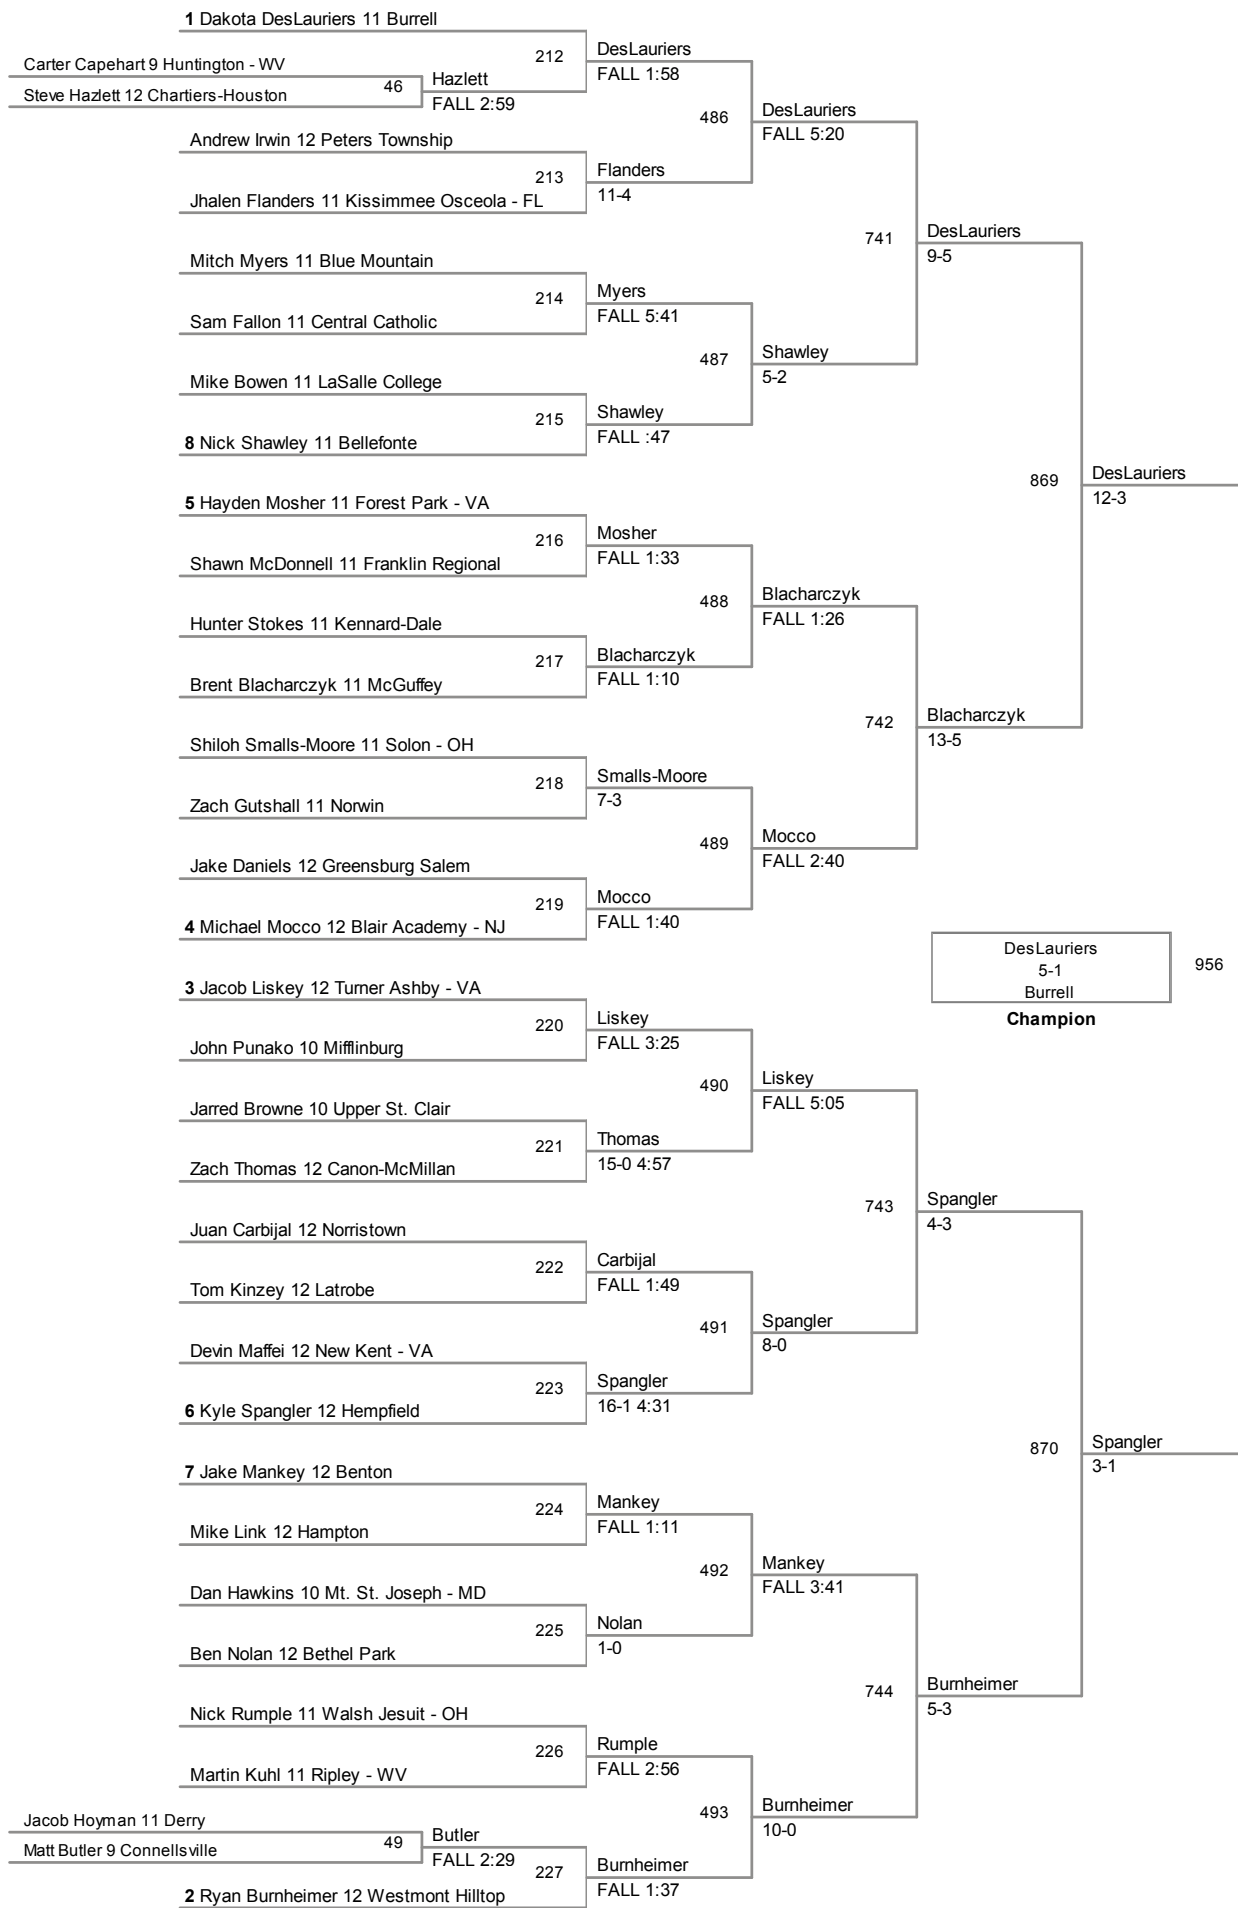 1 Dakota DesLauriers 11 Burrell
212
DesLauriers
FALL 1:58
Carter Capehart 9 Huntington - WV
46
Steve Hazlett 12 Chartiers-Houston
Hazlett
FALL 2:59
486
DesLauriers
FALL 5:20
Andrew Irwin 12 Peters Township
213
Jhalen Flanders 11 Kissimmee Osceola - FL
Flanders
11-4
741
DesLauriers
9-5
Mitch Myers 11 Blue Mountain
214
Sam Fallon 11 Central Catholic
Myers
FALL 5:41
487
Shawley
5-2
Mike Bowen 11 LaSalle College
215
8 Nick Shawley 11 Bellefonte
Shawley
FALL :47
869
DesLauriers
12-3
5 Hayden Mosher 11 Forest Park - VA
216
Shawn McDonnell 11 Franklin Regional
Mosher
FALL 1:33
488
Blacharczyk
FALL 1:26
Hunter Stokes 11 Kennard-Dale
217
Brent Blacharczyk 11 McGuffey
Blacharczyk
FALL 1:10
742
Blacharczyk
13-5
Shiloh Smalls-Moore 11 Solon - OH
218
Zach Gutshall 11 Norwin
Smalls-Moore
7-3
489
Mocco
FALL 2:40
Jake Daniels 12 Greensburg Salem
219
4 Michael Mocco 12 Blair Academy - NJ
Mocco
FALL 1:40
DesLauriers
5-1
Burrell
956
Champion
3 Jacob Liskey 12 Turner Ashby - VA
220
John Punako 10 Mifflinburg
Liskey
FALL 3:25
490
Liskey
FALL 5:05
Jarred Browne 10 Upper St. Clair
221
Zach Thomas 12 Canon-McMillan
Thomas
15-0 4:57
743
Spangler
4-3
Juan Carbijal 12 Norristown
222
Tom Kinzey 12 Latrobe
Carbijal
FALL 1:49
491
Spangler
8-0
Devin Maffei 12 New Kent - VA
223
6 Kyle Spangler 12 Hempfield
Spangler
16-1 4:31
870
Spangler
3-1
7 Jake Mankey 12 Benton
224
Mike Link 12 Hampton
Mankey
FALL 1:11
492
Mankey
FALL 3:41
Dan Hawkins 10 Mt. St. Joseph - MD
225
Ben Nolan 12 Bethel Park
Nolan
1-0
744
Burnheimer
5-3
Nick Rumple 11 Walsh Jesuit - OH
226
Martin Kuhl 11 Ripley - WV
Rumple
FALL 2:56
493
Burnheimer
10-0
Jacob Hoyman 11 Derry
49
Matt Butler 9 Connellsville
Butler
FALL 2:29
227
2 Ryan Burnheimer 12 Westmont Hilltop
Burnheimer
FALL 1:37